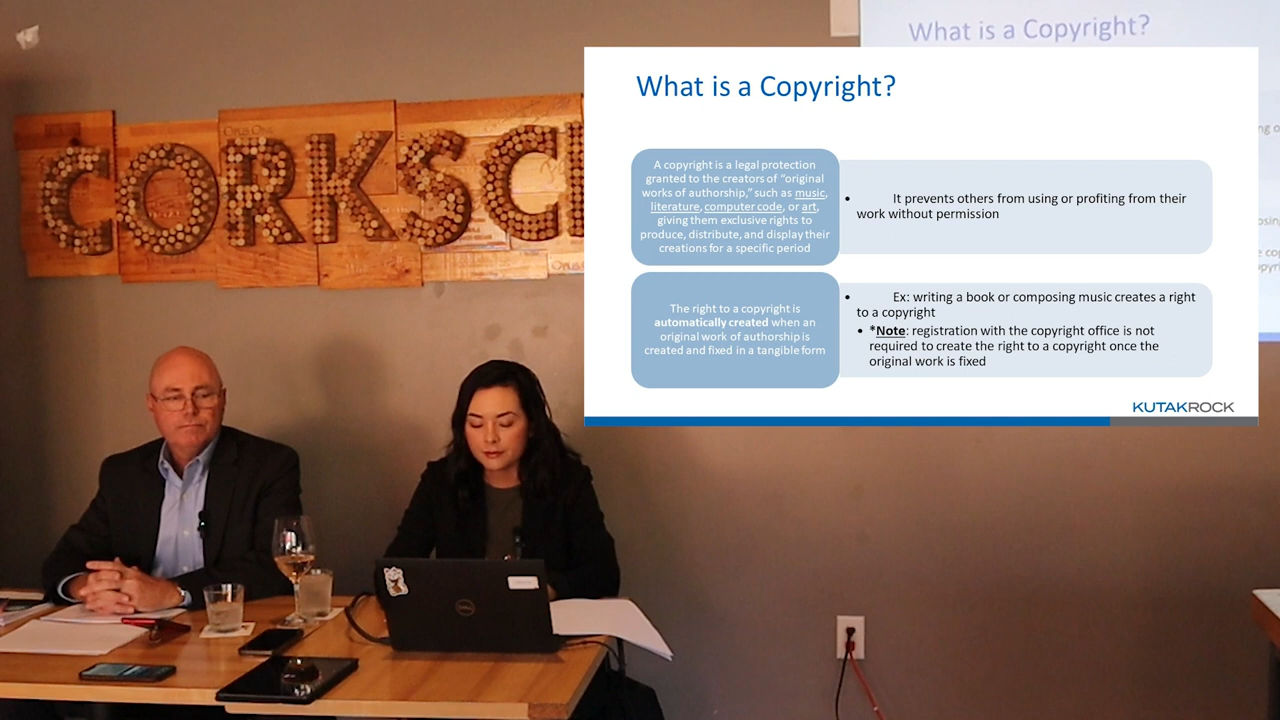 What is a Copyright?
CORKSC
What is a Copyright?
A copyright is a legal protection
granted to the creators of "original
works of authorship," such as music,
literature, computer code, or art,
giving them exclusive rights to
produce, distribute, and display their
creations for a specific period
• It prevents others from using or profiting from their
work without permission
The right to a copyright is
automatically created when an
original work of authorship is
created and fixed in a tangible form
• Ex: writing a book or composing music creates a right
to a copyright
• *Note: registration with the copyright office is not
required to create the right to a copyright once the
original work is fixed
KUTAKROCK
DELL